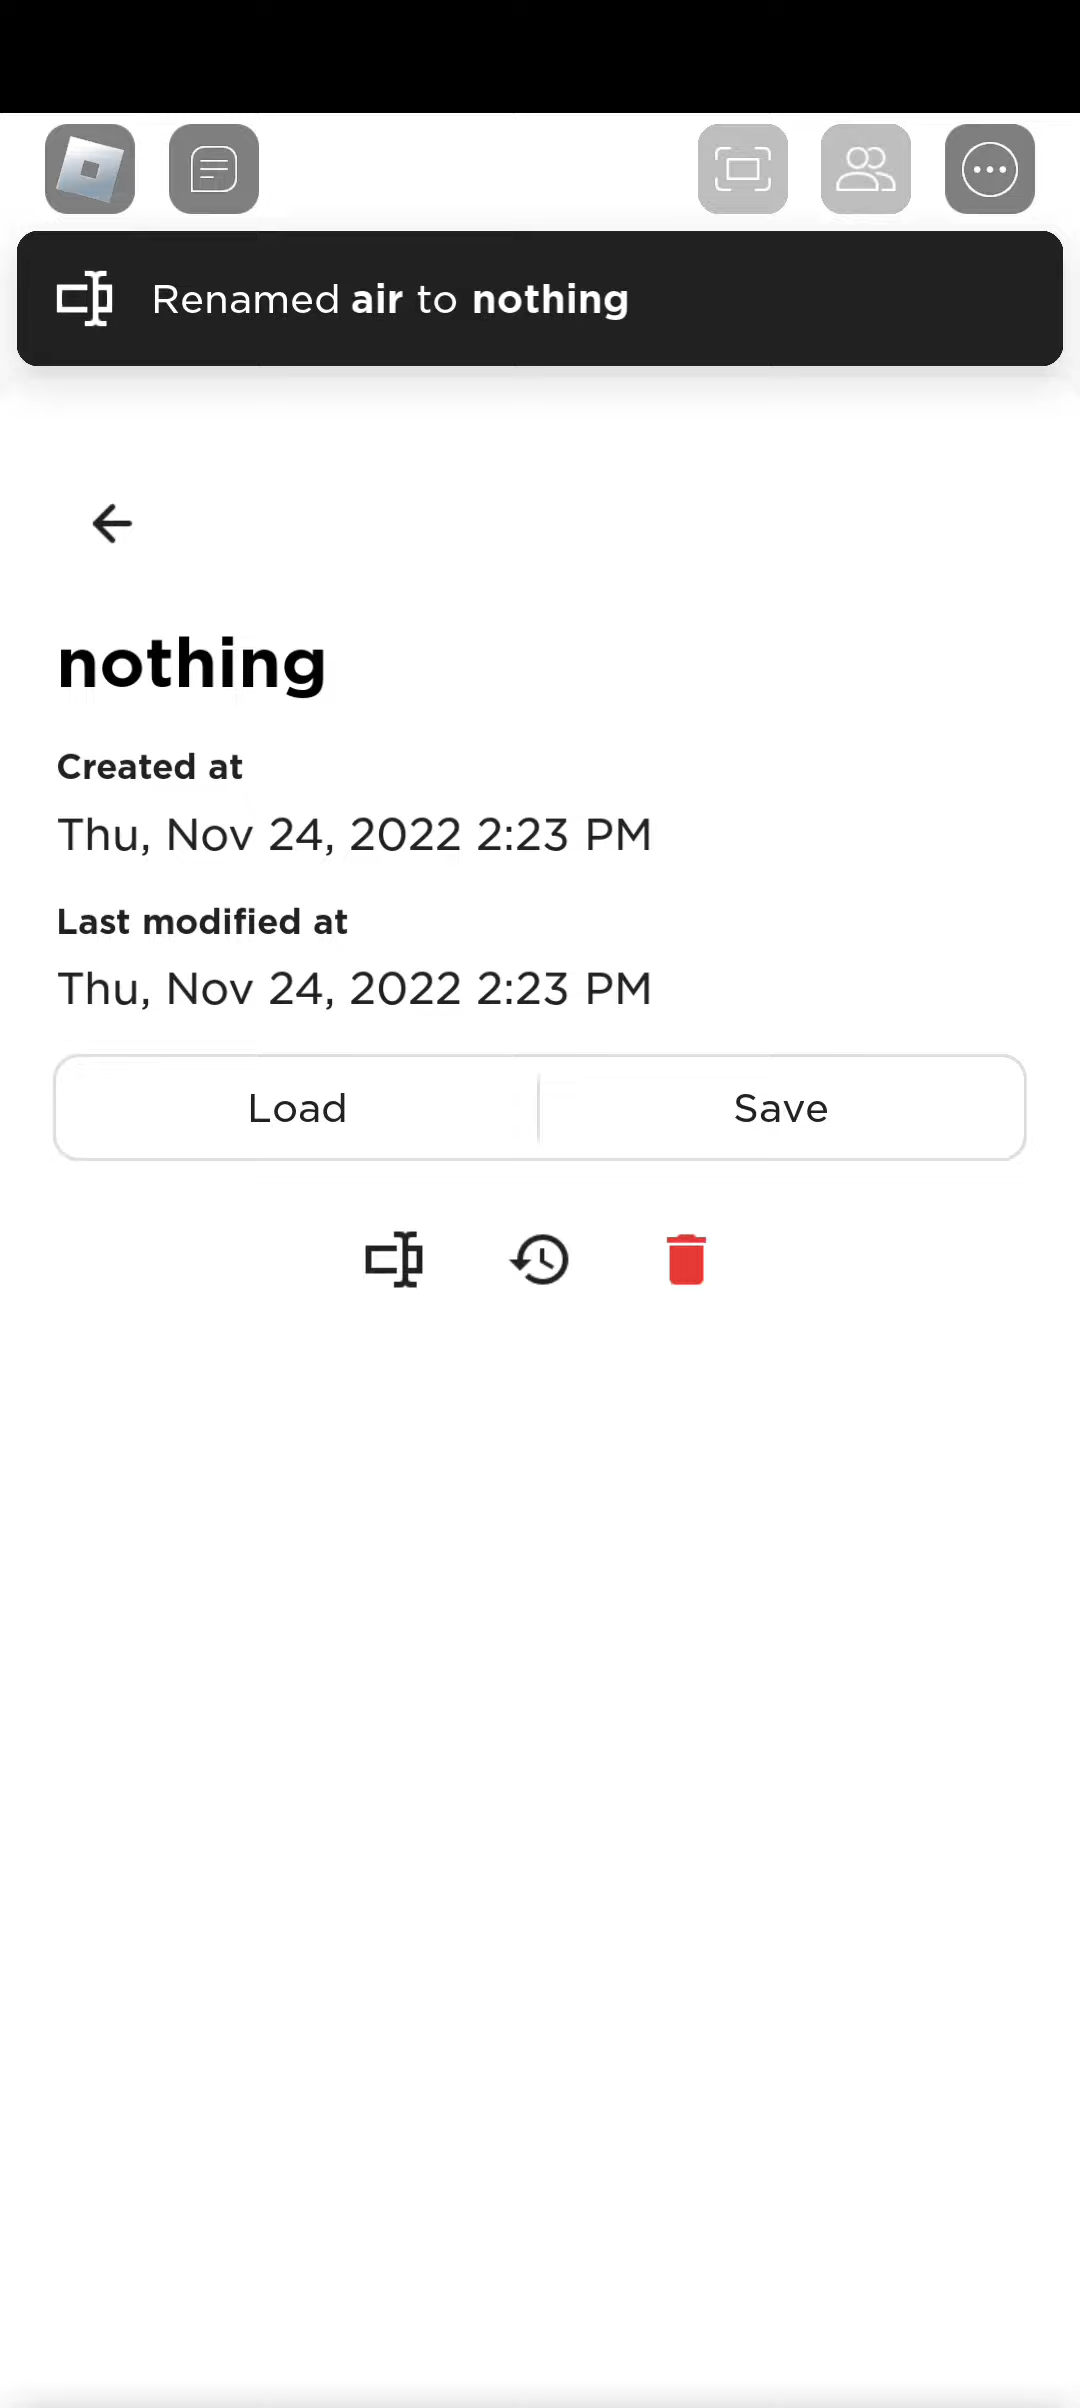 Renamed air to nothing
nothing
Created at
Thu, Nov 24, 2022 2:23 PM
Last modified at
Thu, Nov 24, 2022 2:23 PM
Load
Save